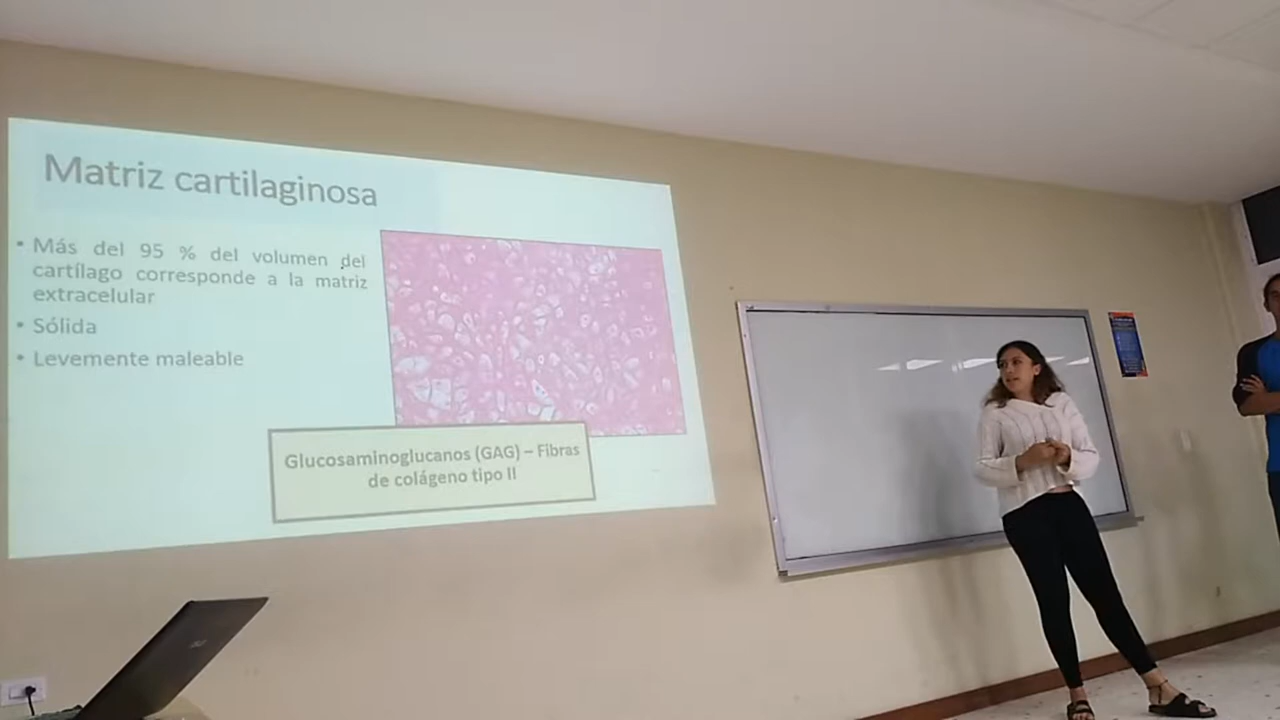 Matriz cartilaginosa
• Más del 95 % del volumen del
cartílago corresponde a la matriz
extracelular
• Sólida
• Levemente maleable
Glucosaminoglucanos (GAG) – Fibras
de colágeno tipo II